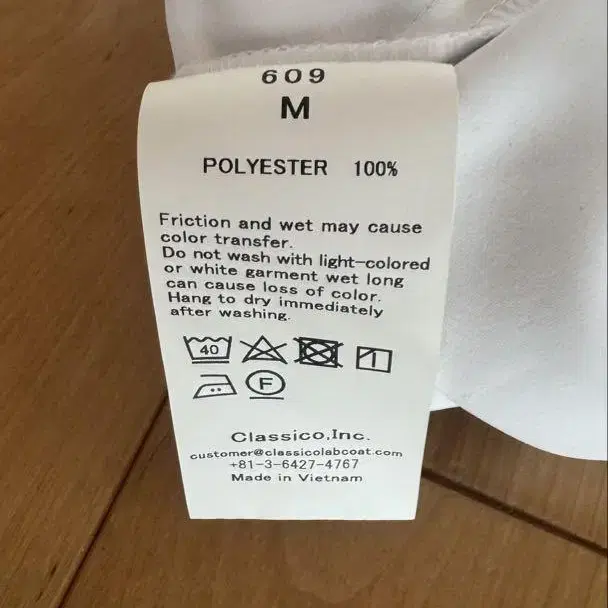 609
M
POLYESTER 100%
Friction and wet may cause
color transfer.
Do not wash with light-colored
or white garment wet long
can cause loss of color.
Hang to dry immediately
after washing.
40
F
Classico,Inc.
customer@classicolabcoat.com
+81-3-6427-4767
Made in Vietnam